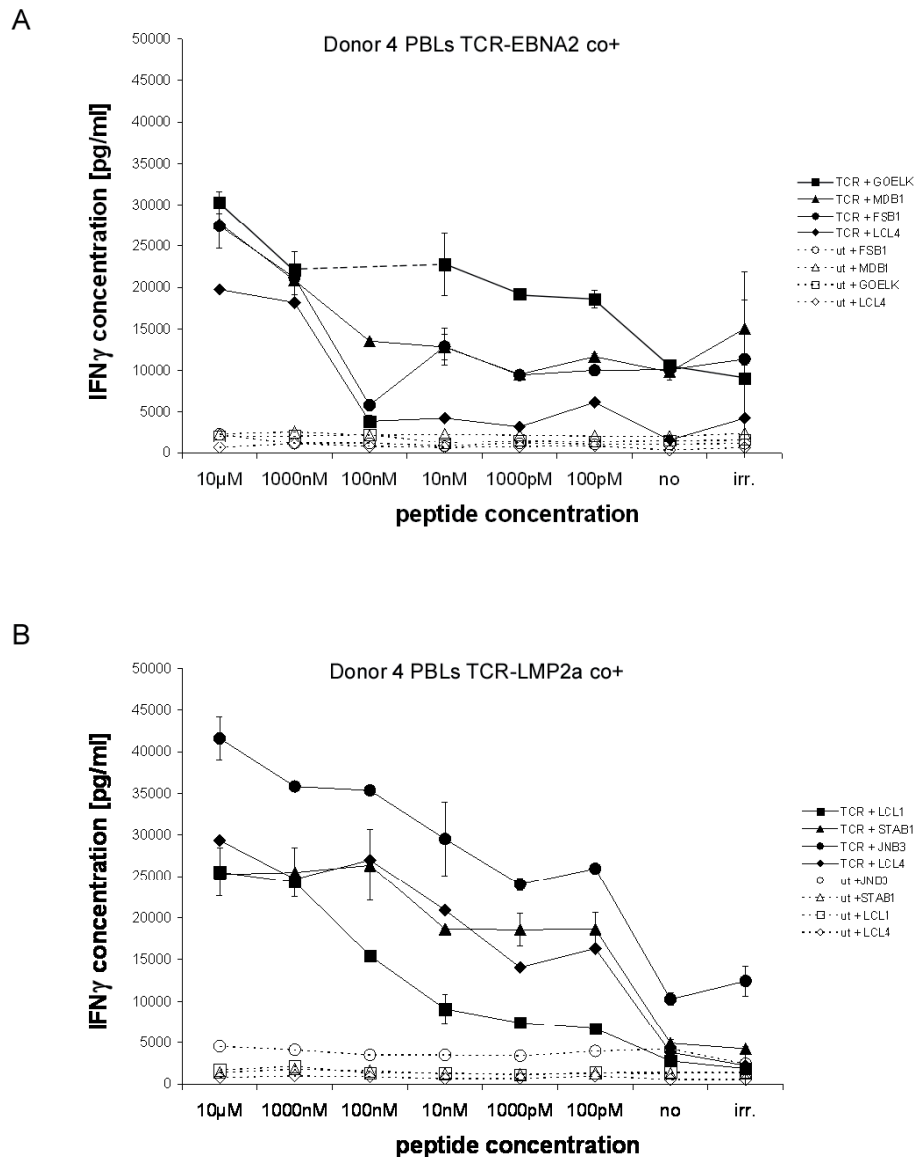 A
Donor 4 PBLs TCR-EBNA2 co+
IFNγ concentration [pg/ml]
50000
45000
40000
35000
30000
25000
20000
15000
10000
5000
0
10µM 1000nM 100nM 10nM 1000pM 100pM no irr.
peptide concentration
TCR + GOELK
TCR + MDB1
TCR + FSB1
TCR + LCL4
ut + FSB1
ut + MDB1
ut + GOELK
ut + LCL4
B
Donor 4 PBLs TCR-LMP2a co+
IFNγ concentration [pg/ml]
50000
45000
40000
35000
30000
25000
20000
15000
10000
5000
0
10µM 1000nM 100nM 10nM 1000pM 100pM no irr.
peptide concentration
TCR + LCL1
TCR + STAB1
TCR + JNB3
TCR + LCL4
ut +JND3
ut +STAB1
ut + LCL1
ut + LCL4